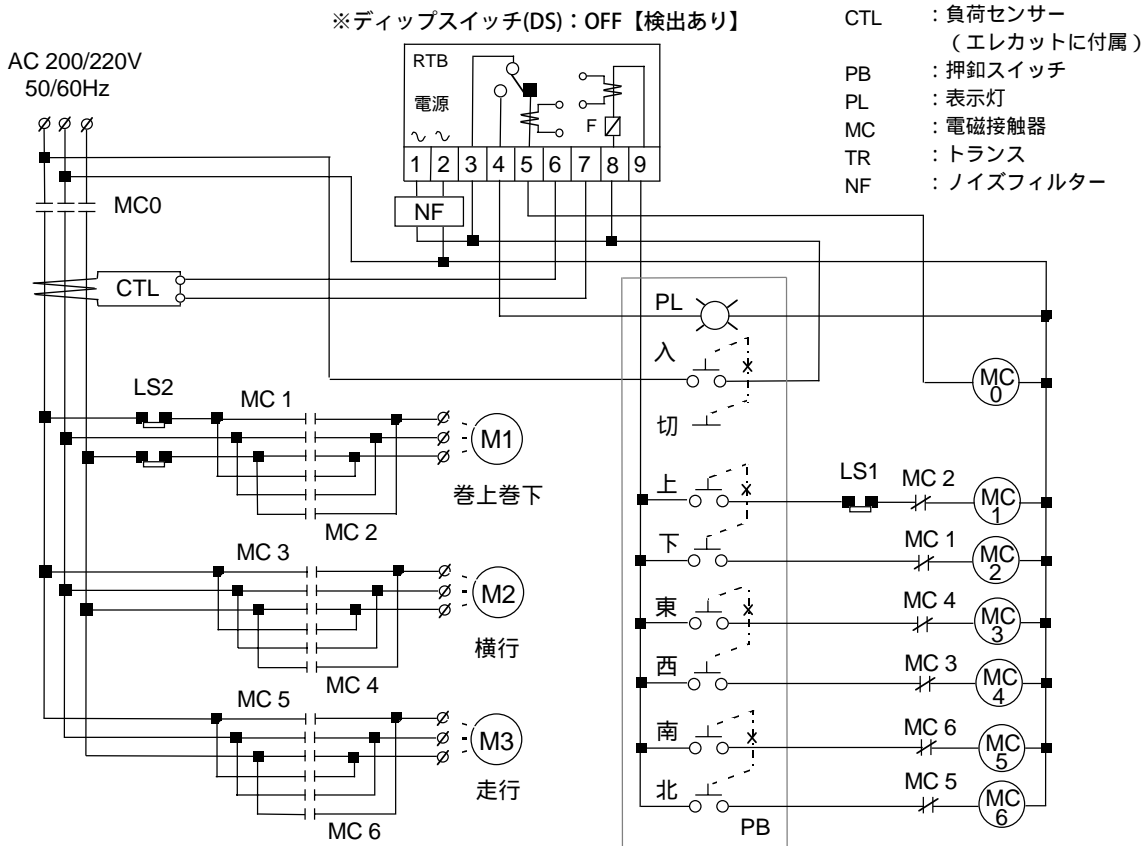 ※ディップスイッチ(DS)：OFF【検出あり】
CTL ：負荷センサー
（エレカットに付属）
PB ：押釦スイッチ
PL ：表示灯
MC ：電磁接触器
TR ：トランス
NF ：ノイズフィルター
AC 200/220V
50/60Hz
RTB
電源
F
1 2 3 4 5 6 7 8 9
NF
MC0
CTL
PL
入
切
MC
0
LS2
MC 1
M1
巻上巻下
MC 2
上
LS1
MC 2
MC
1
下
MC 1
MC
2
MC 3
M2
横行
MC 4
東
MC 4
MC
3
西
MC 3
MC
4
MC 5
M3
走行
MC 6
南
MC 6
MC
5
北
MC 5
MC
6
PB